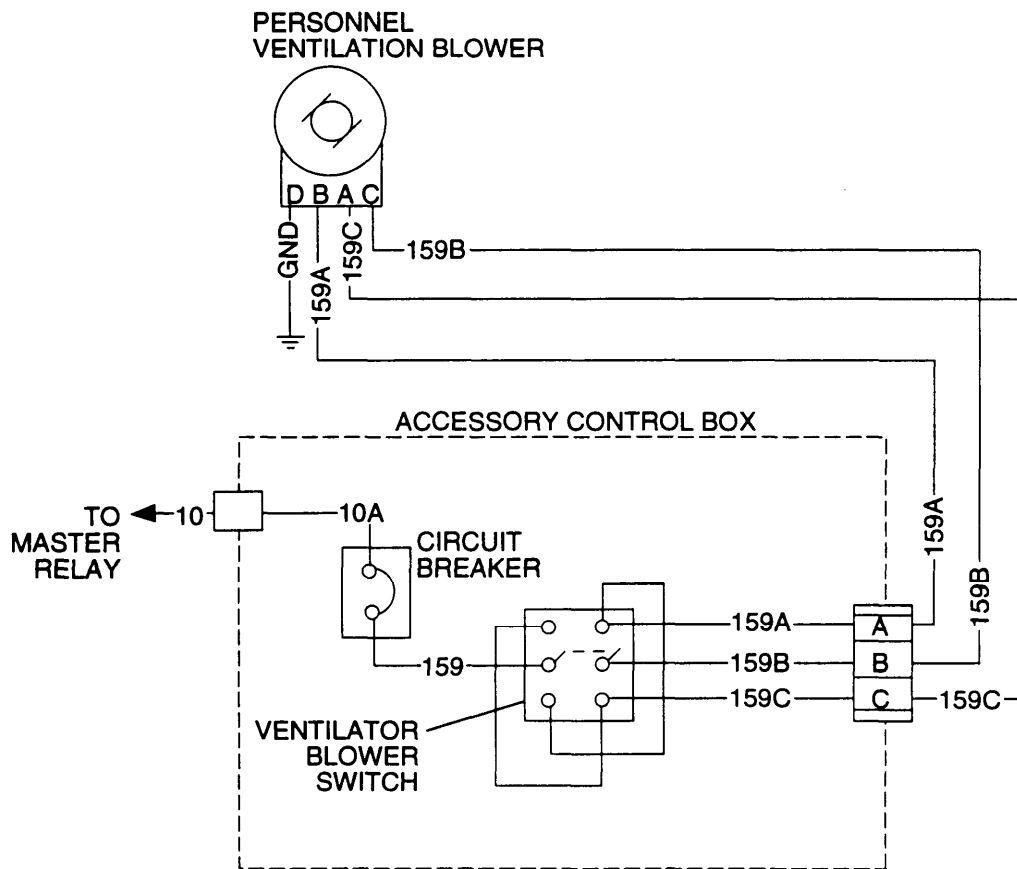 PERSONNEL
VENTILATION BLOWER
D B A C
GND
159A
159C
159B
ACCESSORY CONTROL BOX
TO
MASTER
RELAY
10
10A
CIRCUIT
BREAKER
159A
159B
159A
A
159
159B
B
159C
C
159C
VENTILATOR
BLOWER
SWITCH